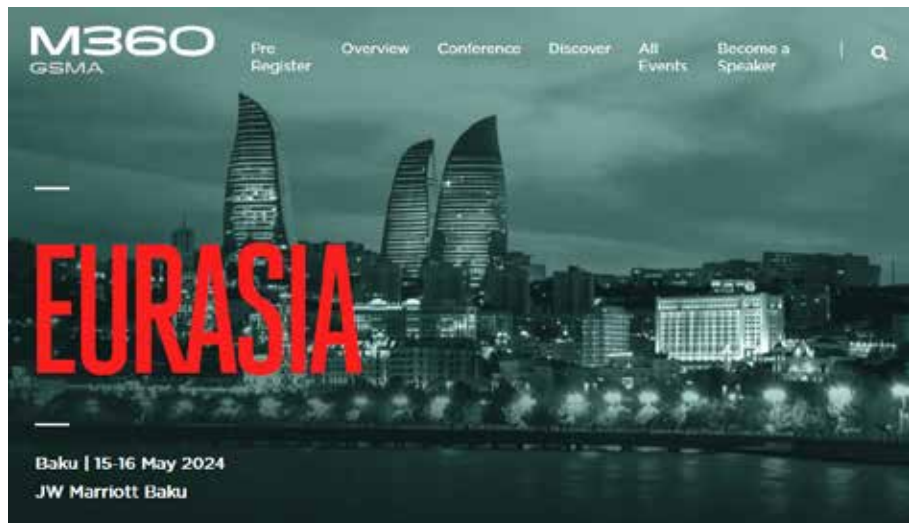 M360
GSMA
Pre Register
Overview
Conference
Discover
All Events
Become a Speaker
EURASIA
Baku | 15-16 May 2024
JW Marriott Baku